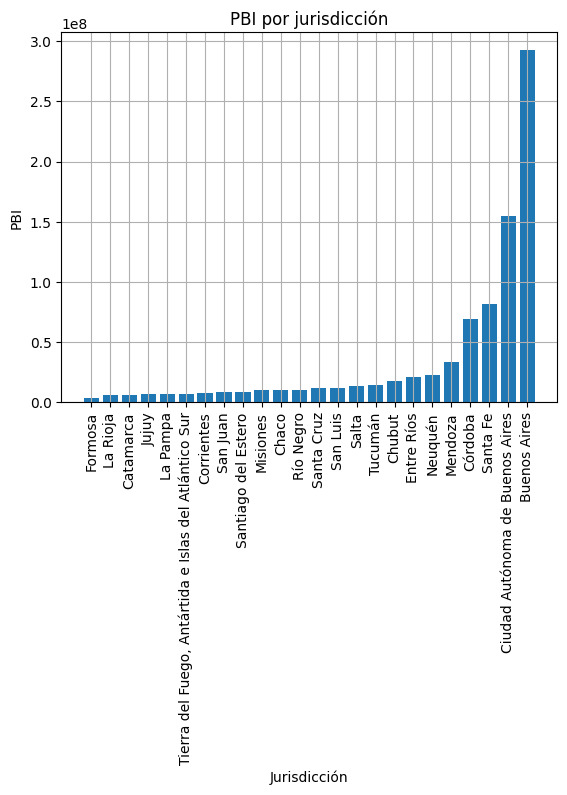 PBI por jurisdicción
1e8
3.0
2.5
2.0
1.5
1.0
0.5
0.0
PBI
Formosa
La Rioja
Catamarca
Jujuy
La Pampa
Tierra del Fuego, Antártida e Islas del Atlántico Sur
Corrientes
San Juan
Santiago del Estero
Misiones
Chaco
Río Negro
Santa Cruz
San Luis
Salta
Tucumán
Chubut
Entre Ríos
Neuquén
Mendoza
Córdoba
Santa Fe
Ciudad Autónoma de Buenos Aires
Buenos Aires
Jurisdicción